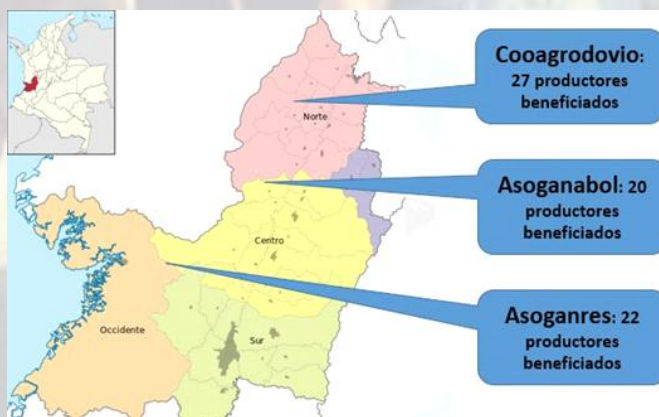 Cooagrodovio:
27 productores
beneficiados
Norte
Asoganabol: 20
productores
beneficiados
Centro
Asoganres: 22
productores
beneficiados
Occidente
Sur